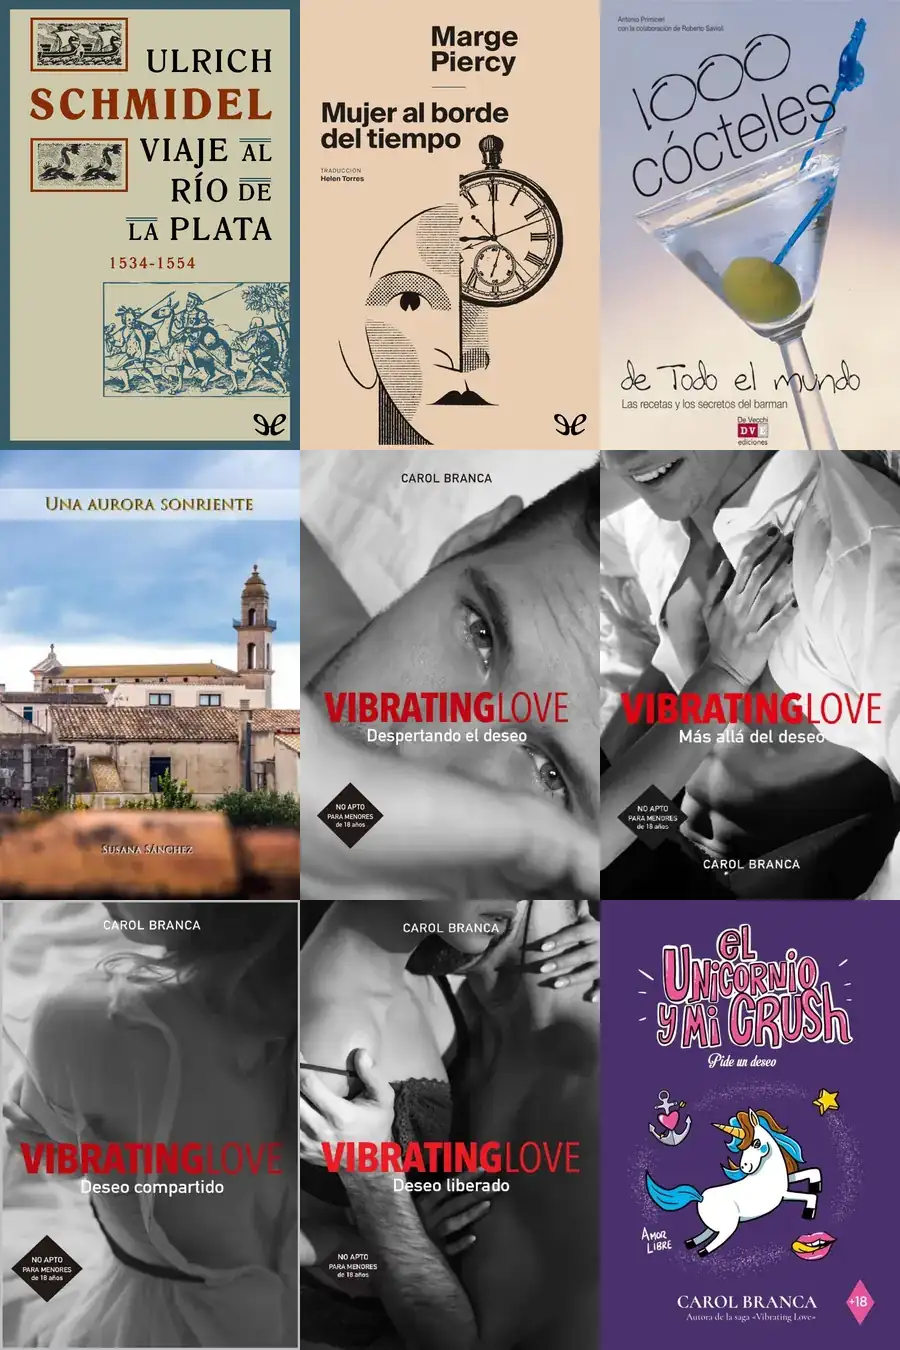 ULRICH
SCHMIDEL
VIAJE AL
RÍO DE
LA PLATA
1534-1554
Marge
Piercy
Mujer al borde
del tiempo
TRADUCCIÓN
Helen Torres
Antonio Primiceri
con la colaboración de Roberto Savioli
1000
cócteles
de Todo el mundo
Las recetas y los secretos del barman
De Vecchi
DVE
ediciones
UNA AURORA SONRIENTE
SUSANA SÁNCHEZ
CAROL BRANCA
VIBRATINGLOVE
Despertando el deseo
NO APTO
PARA MENORES
de 18 años
VIBRATINGLOVE
Más allá del deseo
NO APTO
PARA MENORES
de 18 años
CAROL BRANCA
CAROL BRANCA
VIBRATINGLOVE
Deseo compartido
NO APTO
PARA MENORES
de 18 años
CAROL BRANCA
VIBRATINGLOVE
Deseo liberado
NO APTO
PARA MENORES
de 18 años
EL
UNICORNIO
Y MI CRUSH
Pide un deseo
AMOR
LIBRE
CAROL BRANCA
Autora de la saga «Vibrating Love»
+18